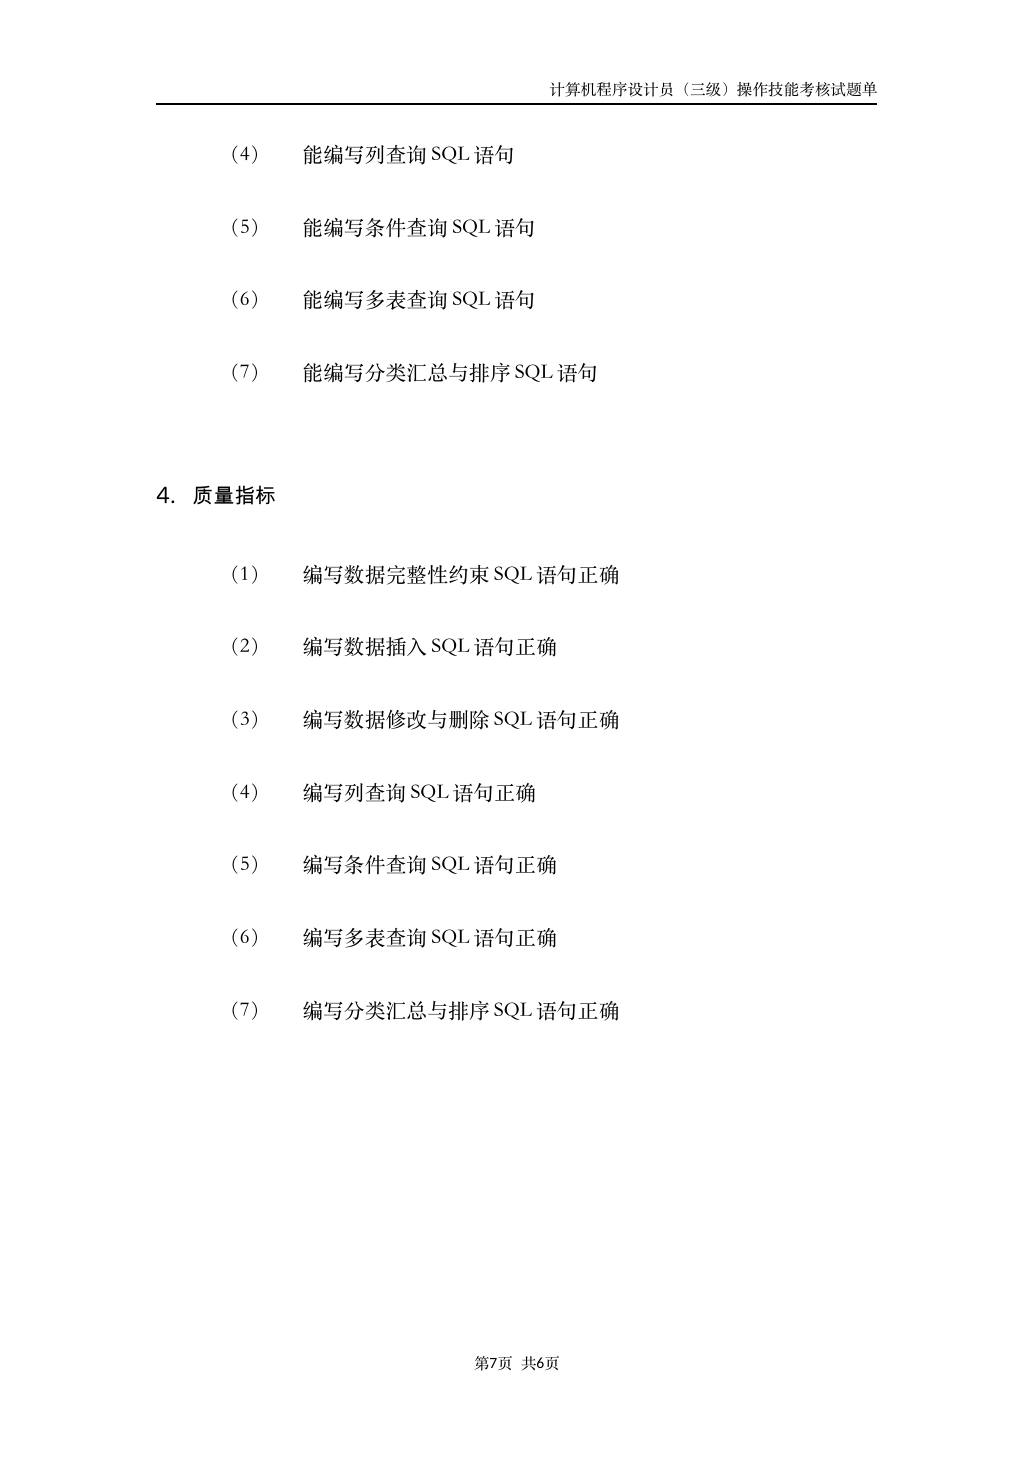 计算机程序设计员（三级）操作技能考核试题单
（4） 能编写列查询 SQL 语句
（5） 能编写条件查询 SQL 语句
（6） 能编写多表查询 SQL 语句
（7） 能编写分类汇总与排序 SQL 语句
4. 质量指标
（1） 编写数据完整性约束 SQL 语句正确
（2） 编写数据插入 SQL 语句正确
（3） 编写数据修改与删除 SQL 语句正确
（4） 编写列查询 SQL 语句正确
（5） 编写条件查询 SQL 语句正确
（6） 编写多表查询 SQL 语句正确
（7） 编写分类汇总与排序 SQL 语句正确
第7页 共6页